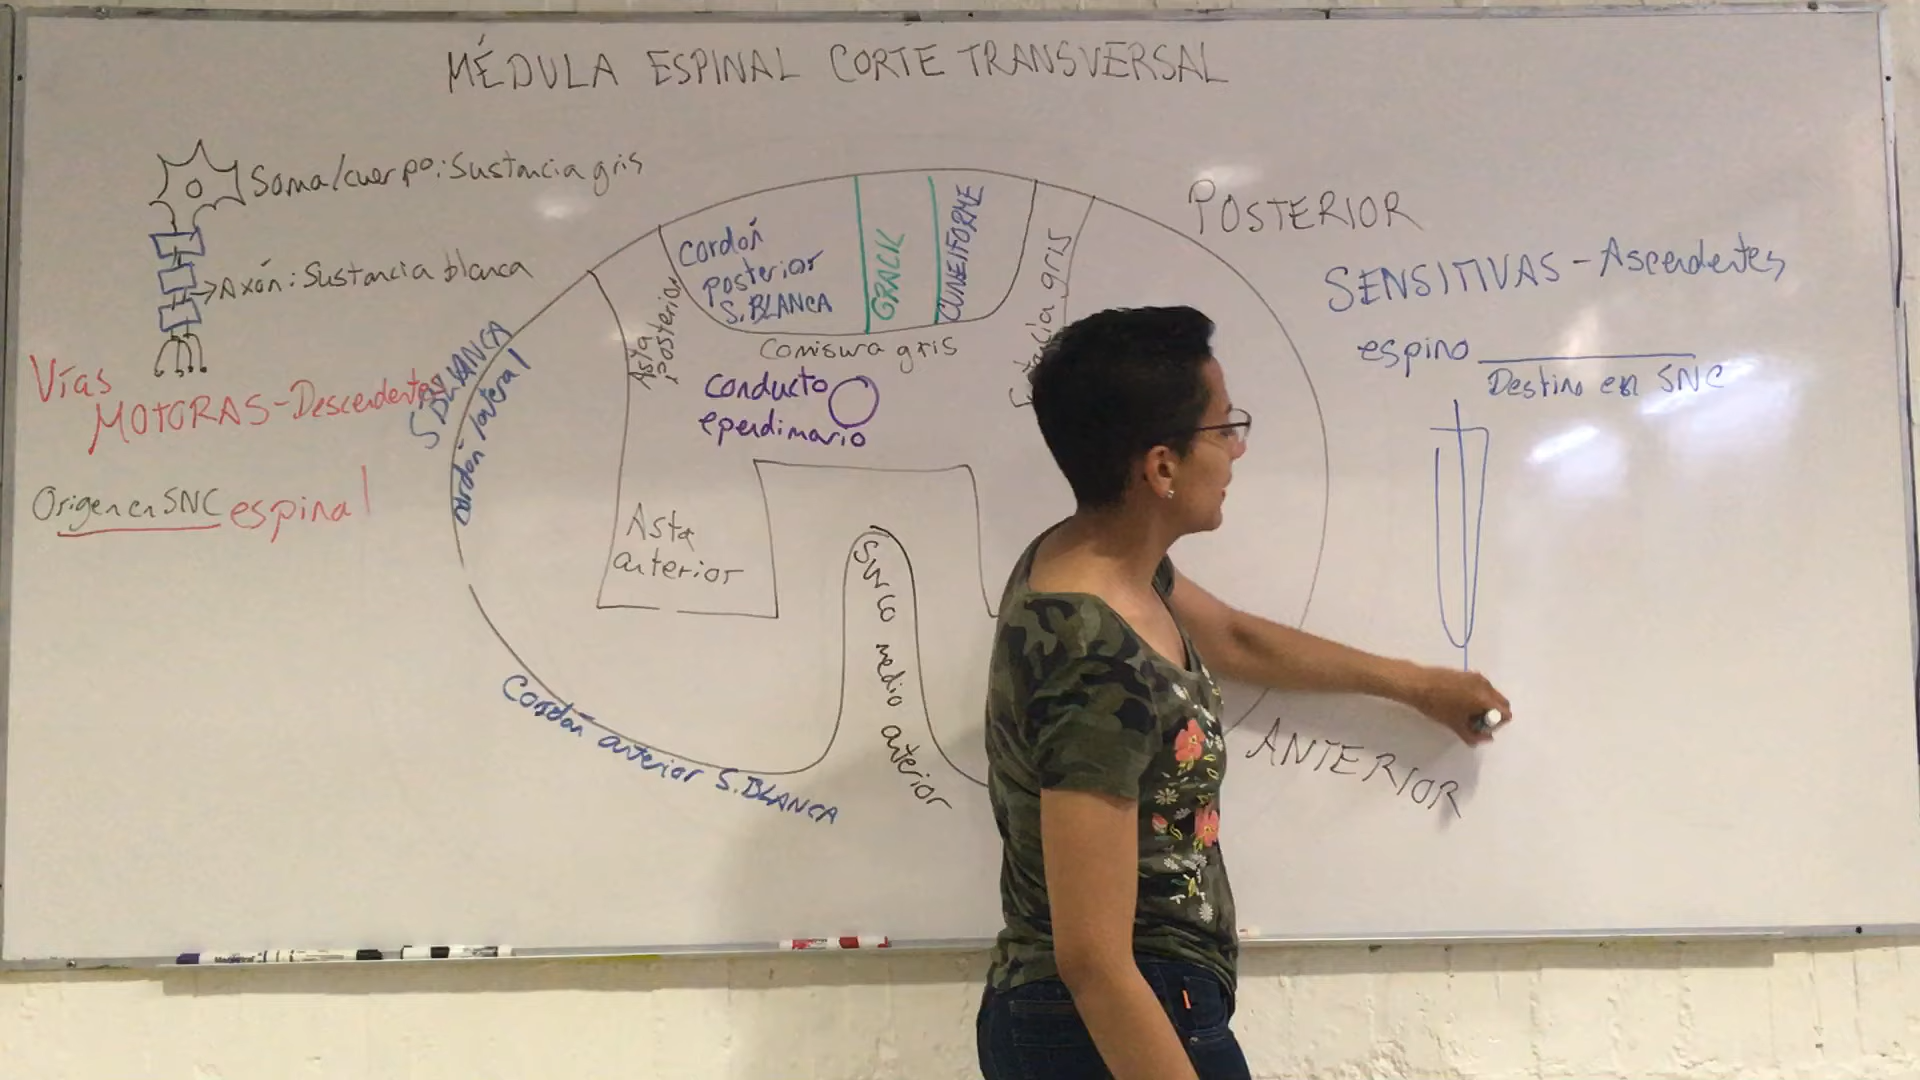 MÉDULA ESPINAL CORTE TRANSVERSAL
Soma/cuerpo: Sustancia gris
Axón: Sustancia blanca
Vías
MOTORAS-Descendentes
Origen en SNC espinal
S. BLANCA
cordón lateral
Asta
posterior
Cordón
posterior
S. BLANCA
GRACIL
CUNEIFORME
gris
Comisura gris
Conducto
ependimario
Asta
anterior
Surco medio anterior
Cordón anterior S. BLANCA
POSTERIOR
SENSITIVAS - Ascendentes
espino
Destino en SNC
ANTERIOR